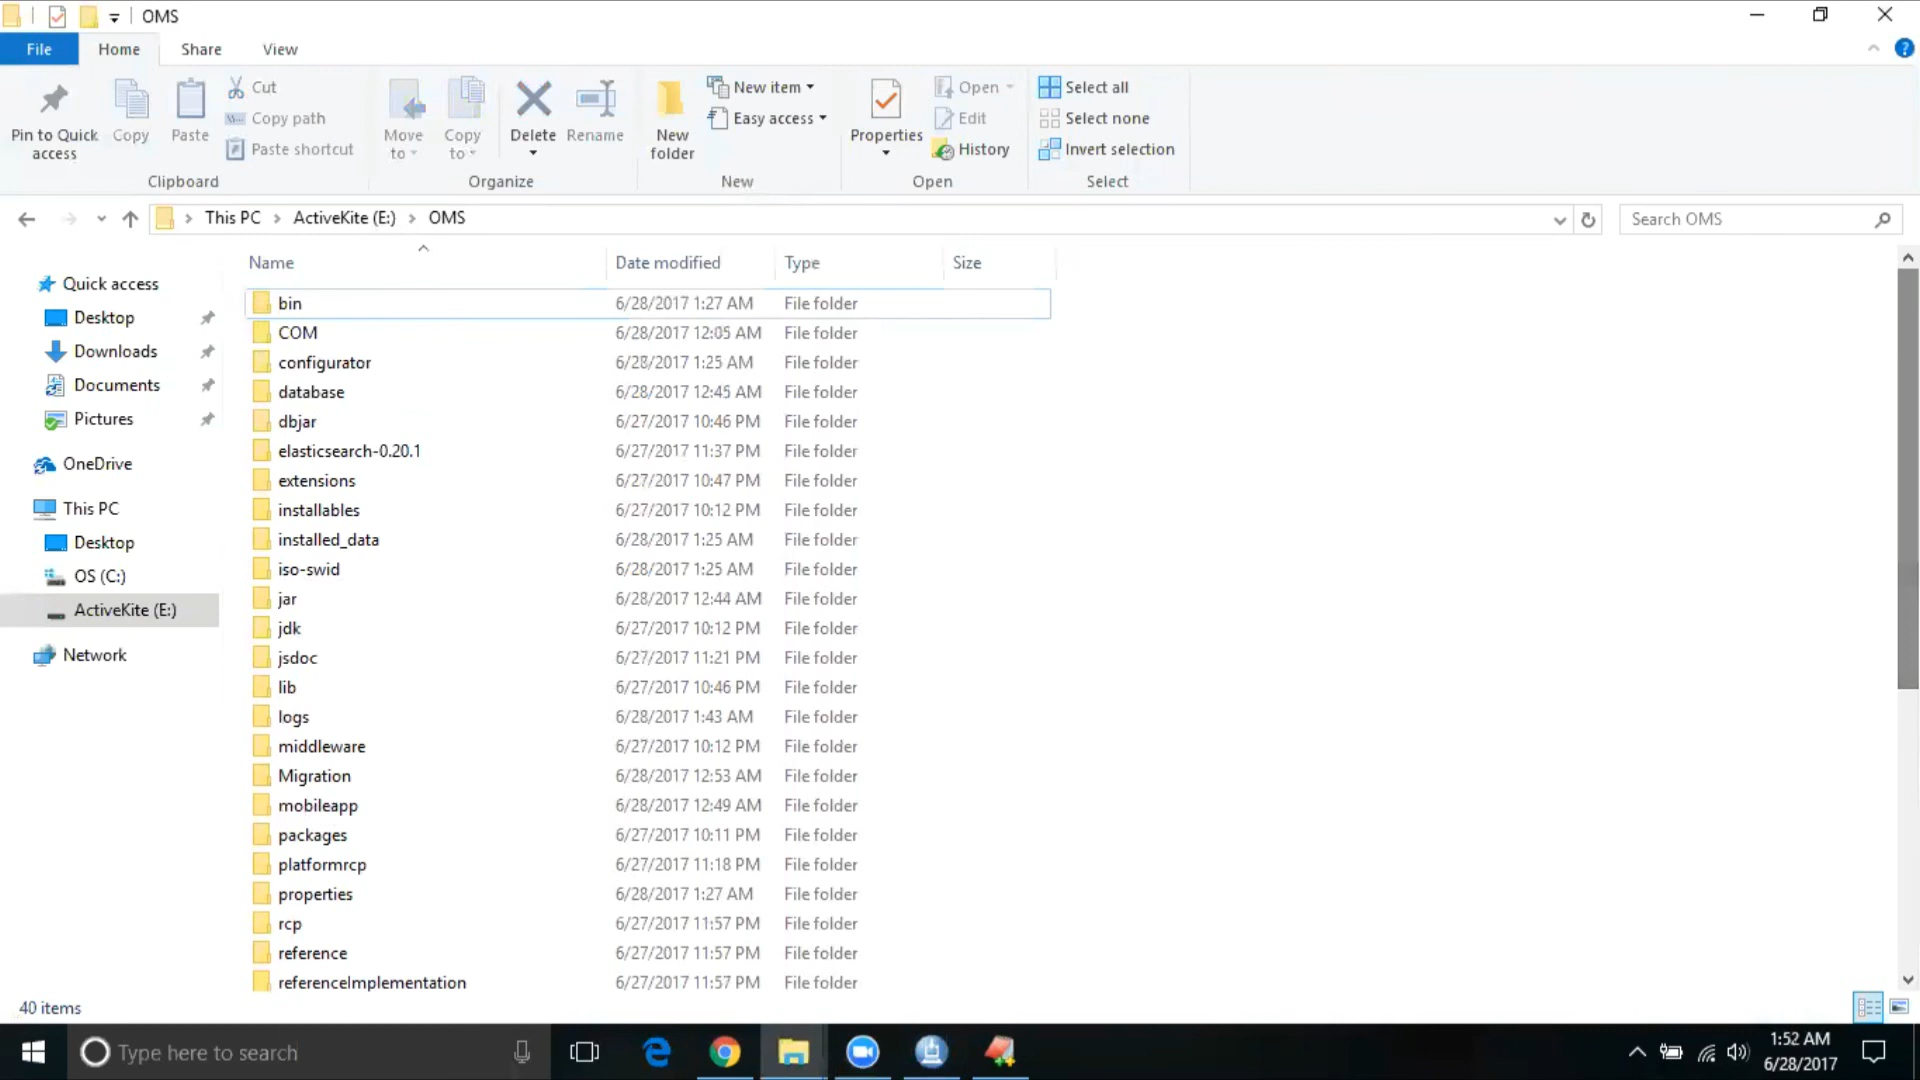 OMS
File Home Share View
Pin to Quick access
Copy
Paste
Cut
Copy path
Paste shortcut
Clipboard
Move to
Copy to
Delete
Rename
Organize
New folder
New item
Easy access
New
Properties
Open
Edit
History
Open
Select all
Select none
Invert selection
Select
This PC ActiveKite (E:) OMS
Search OMS
Quick access
Desktop
Downloads
Documents
Pictures
OneDrive
This PC
Desktop
OS (C:)
ActiveKite (E:)
Network
Name Date modified Type Size
bin 6/28/2017 1:27 AM File folder
COM 6/28/2017 12:05 AM File folder
configurator 6/28/2017 1:25 AM File folder
database 6/28/2017 12:45 AM File folder
dbjar 6/27/2017 10:46 PM File folder
elasticsearch-0.20.1 6/27/2017 11:37 PM File folder
extensions 6/27/2017 10:47 PM File folder
installables 6/27/2017 10:12 PM File folder
installed_data 6/28/2017 1:25 AM File folder
iso-swid 6/28/2017 1:25 AM File folder
jar 6/28/2017 12:44 AM File folder
jdk 6/27/2017 10:12 PM File folder
jsdoc 6/27/2017 11:21 PM File folder
lib 6/27/2017 10:46 PM File folder
logs 6/28/2017 1:43 AM File folder
middleware 6/27/2017 10:12 PM File folder
Migration 6/28/2017 12:53 AM File folder
mobileapp 6/28/2017 12:49 AM File folder
packages 6/27/2017 10:11 PM File folder
platformrcp 6/27/2017 11:18 PM File folder
properties 6/28/2017 1:27 AM File folder
rcp 6/27/2017 11:57 PM File folder
reference 6/27/2017 11:57 PM File folder
referenceImplementation 6/27/2017 11:57 PM File folder
40 items
Type here to search
1:52 AM
6/28/2017